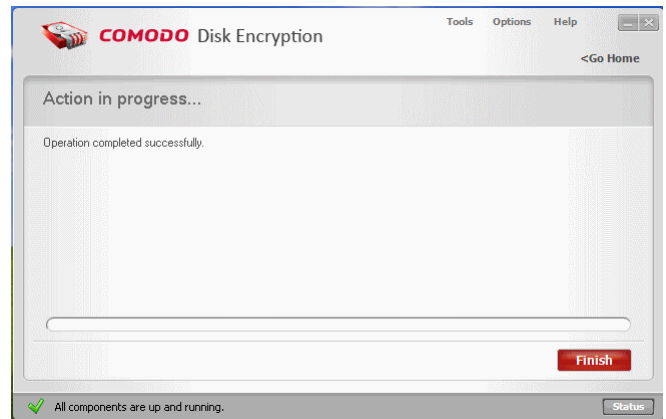 COMODO Disk Encryption
Tools Options Help
<Go Home
Action in progress...
Operation completed successfully.
Finish
All components are up and running.
Status